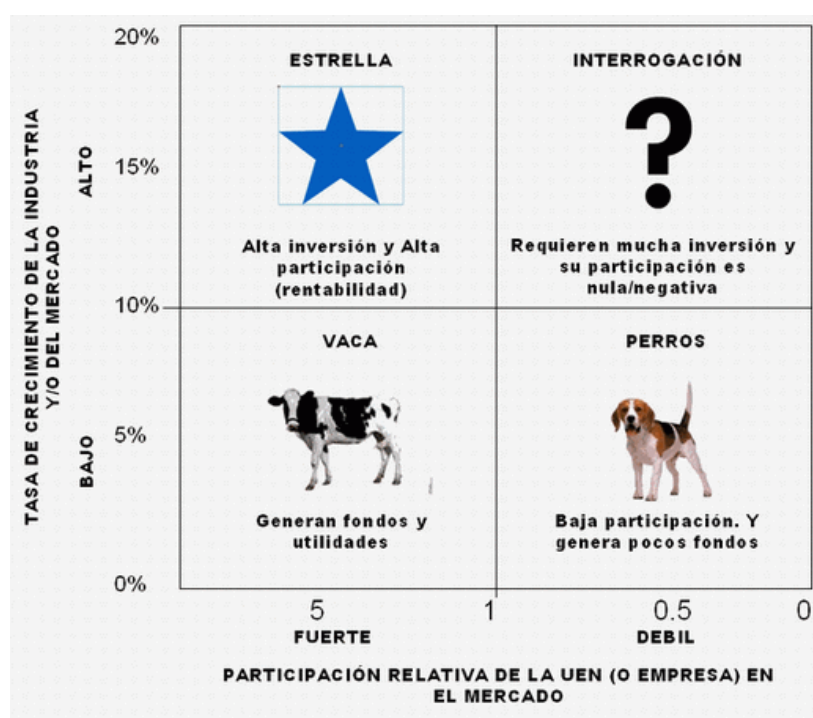 20%
ESTRELLA
INTERROGACIÓN
15%
Alta inversión y Alta
participación
(rentabilidad)
Requieren mucha inversión y
su participación es
nula/negativa
10%
TASA DE CRECIMIENTO DE LA INDUSTRIA
Y/O DEL MERCADO
ALTO
BAJO
VACA
PERROS
5%
Generan fondos y
utilidades
Baja participación. Y
genera pocos fondos
0%
5
1
0.5
0
FUERTE
DEBIL
PARTICIPACIÓN RELATIVA DE LA UEN (O EMPRESA) EN
EL MERCADO